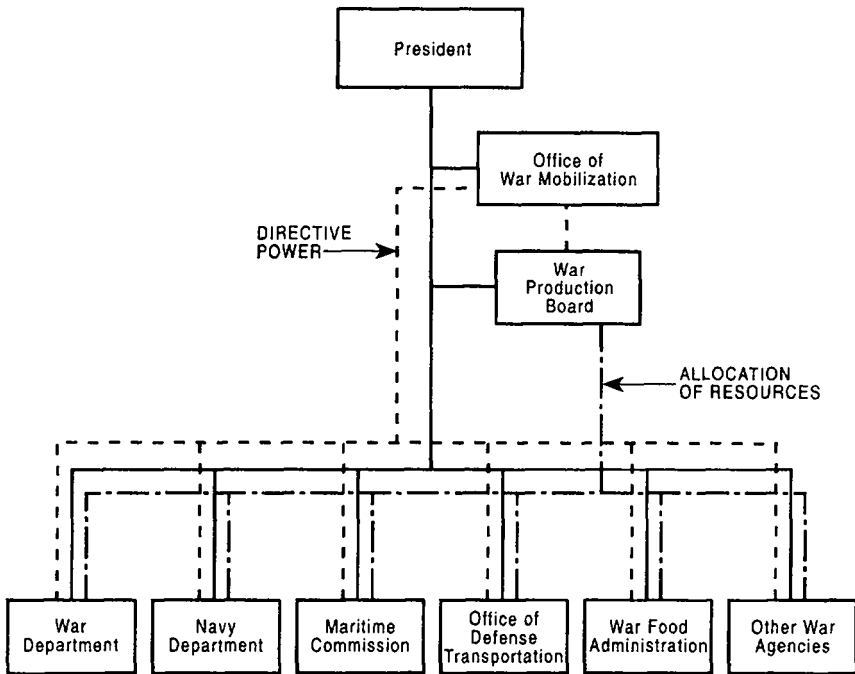 President
Office of
War Mobilization
DIRECTIVE
POWER
War
Production
Board
ALLOCATION
OF RESOURCES
War
Department
Navy
Department
Maritime
Commission
Office of
Defense
Transportation
War Food
Administration
Other War
Agencies